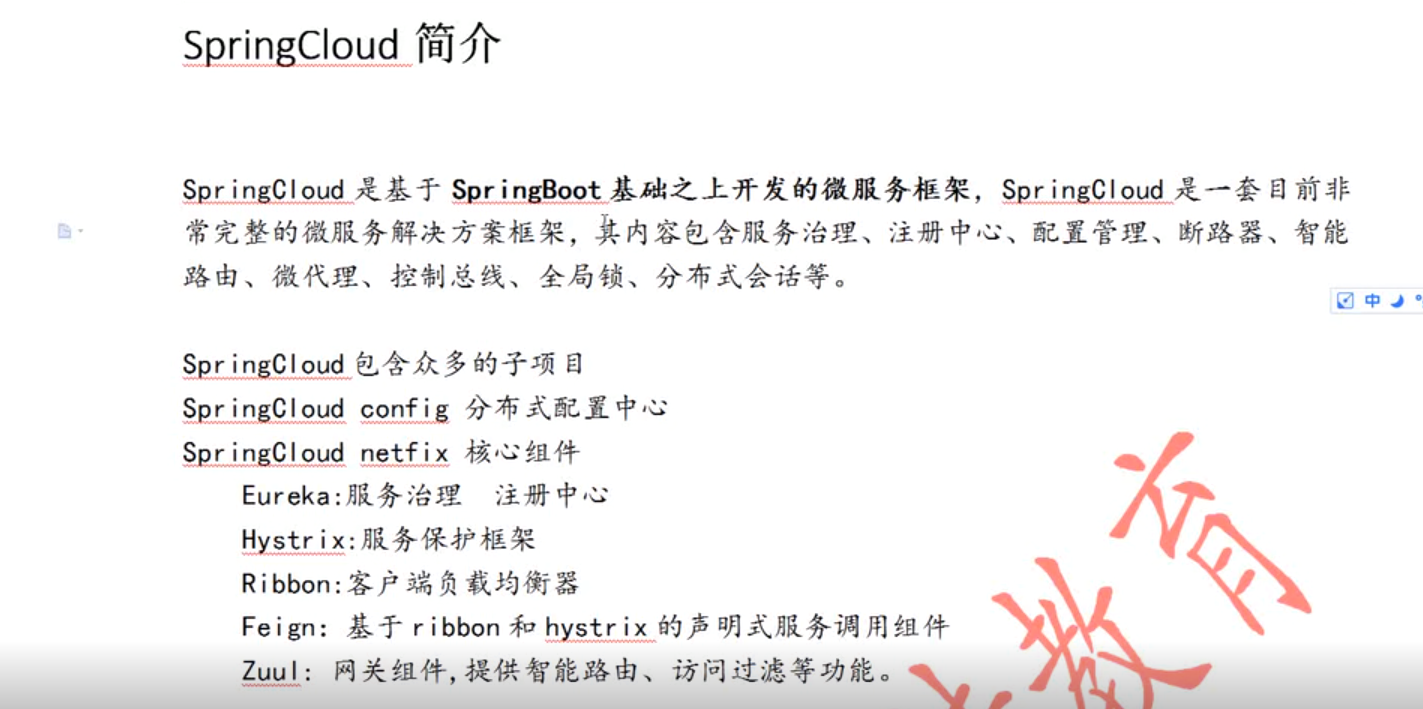 SpringCloud 简介
SpringCloud 是基于 SpringBoot 基础之上开发的微服务框架，SpringCloud 是一套目前非
常完整的微服务解决方案框架，其内容包含服务治理、注册中心、配置管理、断路器、智能
路由、微代理、控制总线、全局锁、分布式会话等。
中
SpringCloud 包含众多的子项目
SpringCloud config 分布式配置中心
SpringCloud netfix 核心组件
Eureka:服务治理  注册中心
Hystrix:服务保护框架
Ribbon:客户端负载均衡器
Feign: 基于 ribbon 和 hystrix 的声明式服务调用组件
Zuul: 网关组件,提供智能路由、访问过滤等功能。
教育